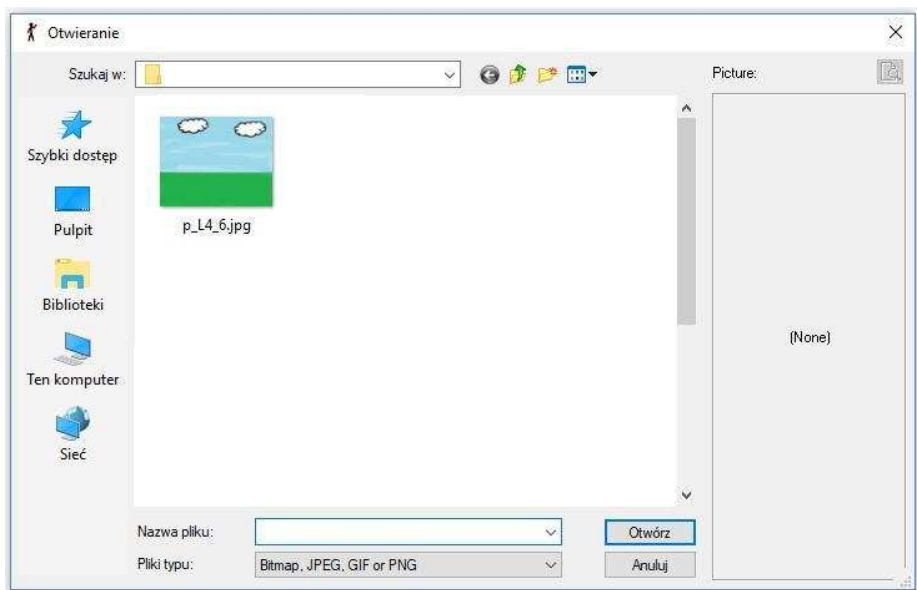 Otwieranie
Szukaj w:
Picture:
Szybki dostęp
Pulpit
Biblioteki
Ten komputer
Sieć
p_L4_6.jpg
(None)
Nazwa pliku:
Otwórz
Pliki typu:
Bitmap, JPEG, GIF or PNG
Anuluj